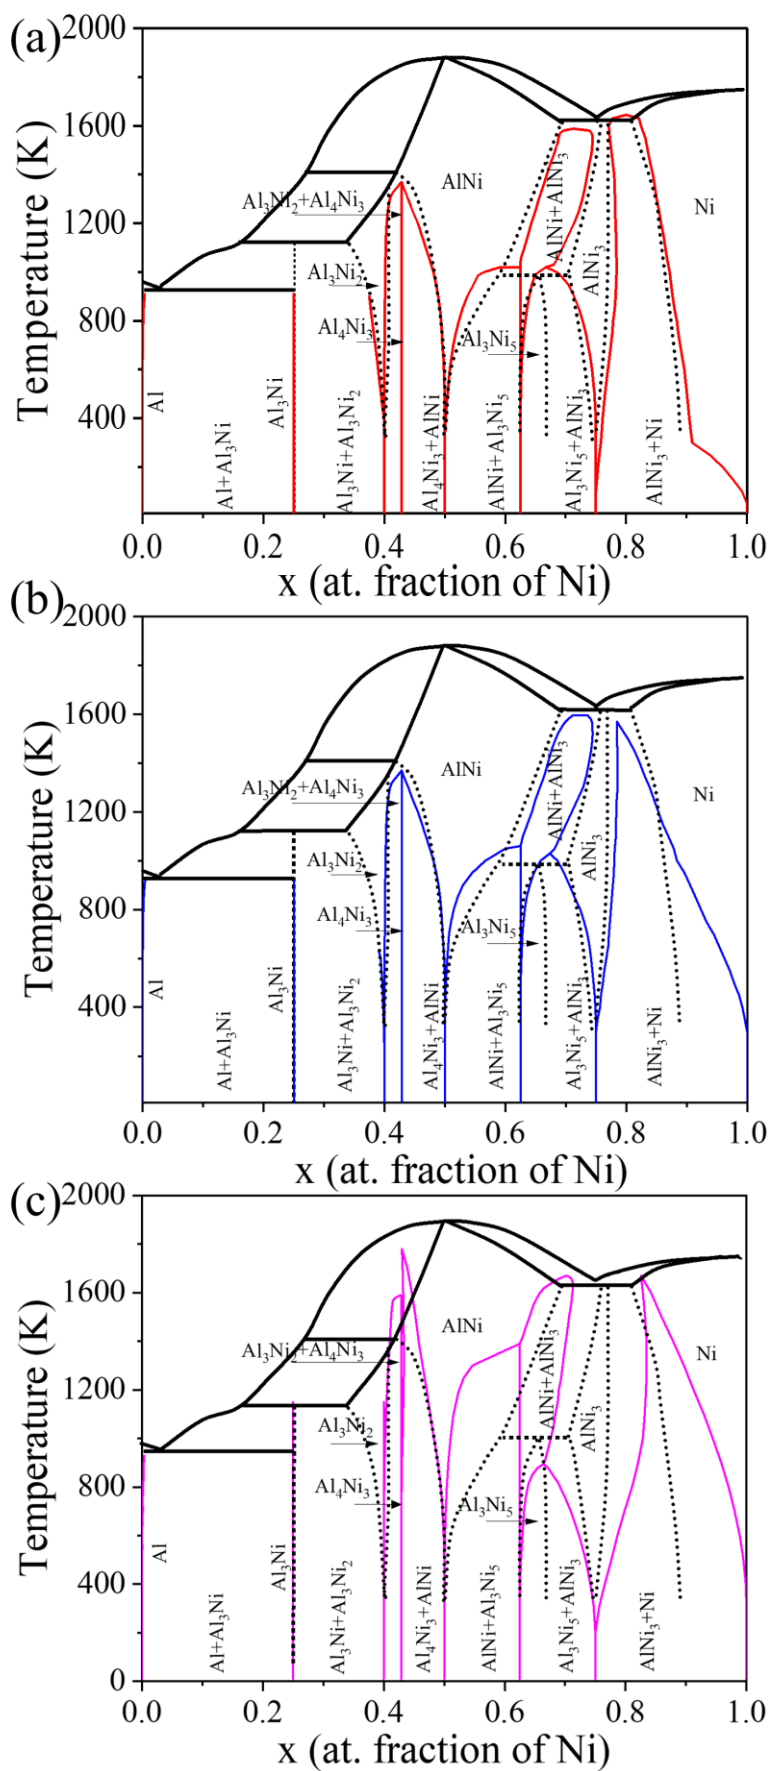 (a)
2000
1600
1200
800
400
Temperature (K)
AlNi
Ni
Al₃Ni₂+Al₄Ni₃
AlNi+AlNi₃
Al₃Ni₂
AlNi₃
Al₄Ni₃
Al₃Ni₅
Al
Al+Al₃Ni
Al₃Ni
Al₃Ni+Al₃Ni₂
Al₄Ni₃+AlNi
AlNi+Al₃Ni₅
Al₃Ni₅+AlNi₃
AlNi₃+Ni
0.0 0.2 0.4 0.6 0.8 1.0
x (at. fraction of Ni)
(b)
2000
1600
1200
800
400
Temperature (K)
AlNi
Ni
Al₃Ni₂+Al₄Ni₃
AlNi+AlNi₃
Al₃Ni₂
AlNi₃
Al₄Ni₃
Al₃Ni₅
Al
Al+Al₃Ni
Al₃Ni
Al₃Ni+Al₃Ni₂
Al₄Ni₃+AlNi
AlNi+Al₃Ni₅
Al₃Ni₅+AlNi₃
AlNi₃+Ni
0.0 0.2 0.4 0.6 0.8 1.0
x (at. fraction of Ni)
(c)
2000
1600
1200
800
400
0
Temperature (K)
AlNi
Ni
Al₃Ni₂+Al₄Ni₃
AlNi+AlNi₃
Al₃Ni₂
AlNi₃
Al₄Ni₃
Al₃Ni₅
Al
Al+Al₃Ni
Al₃Ni
Al₃Ni+Al₃Ni₂
Al₄Ni₃+AlNi
AlNi+Al₃Ni₅
Al₃Ni₅+AlNi₃
AlNi₃+Ni
0.0 0.2 0.4 0.6 0.8 1.0
x (at. fraction of Ni)